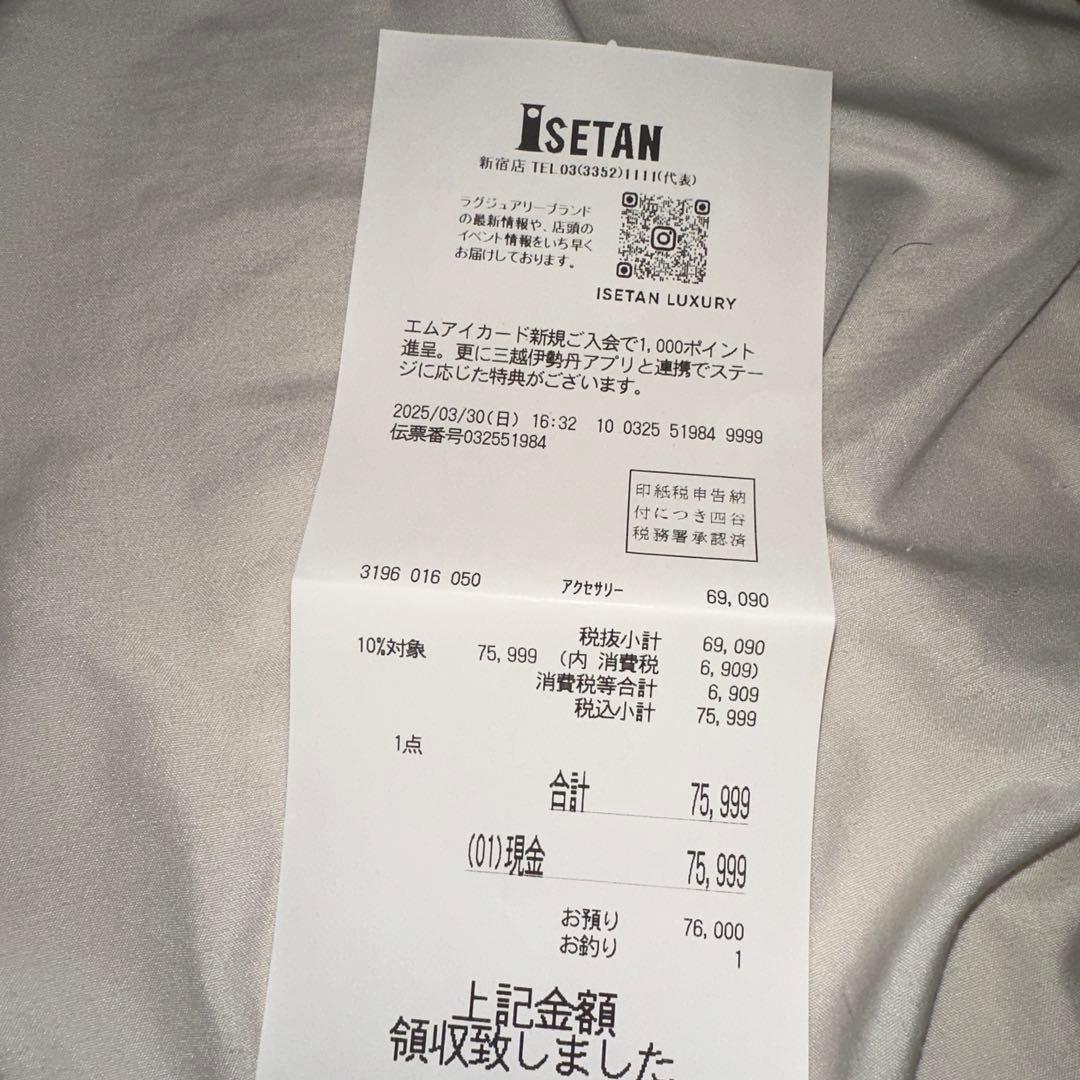 ISETAN
新宿店 TEL03(3352)1111(代表)
ラグジュアリーブランド
の最新情報や、店頭の
イベント情報をいち早く
お届けしております。
ISETAN LUXURY
エムアイカード新規ご入会で1,000ポイント
進呈。更に三越伊勢丹アプリと連携でステー
ジに応じた特典がございます。
2025/03/30(日) 16:32 10 0325 51984 9999
伝票番号032551984
印紙税申告納
付につき四谷
税務署承認済
3196 016 050 アクセサリー 69,090
税抜小計 69,090
10%対象 75,999 (内 消費税 6,909)
消費税等合計 6,909
税込小計 75,999
1点
合計 75,999
(01)現金 75,999
お預り 76,000
お釣り 1
上記金額
領収致しました